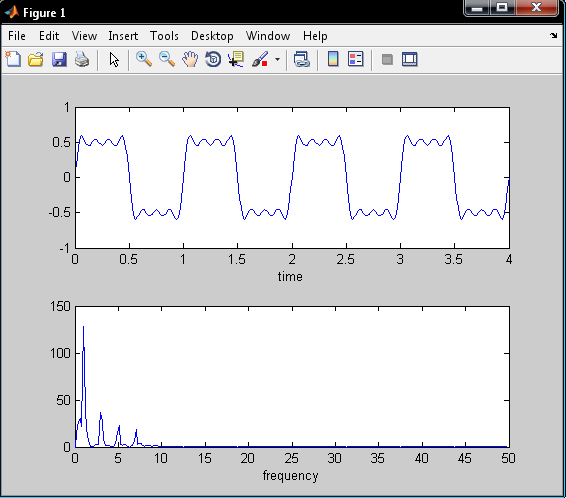 Figure 1
File Edit View Insert Tools Desktop Window Help
1
0.5
0
-0.5
-1
0 0.5 1 1.5 2 2.5 3 3.5 4
time
150
100
50
0
0 5 10 15 20 25 30 35 40 45 50
frequency